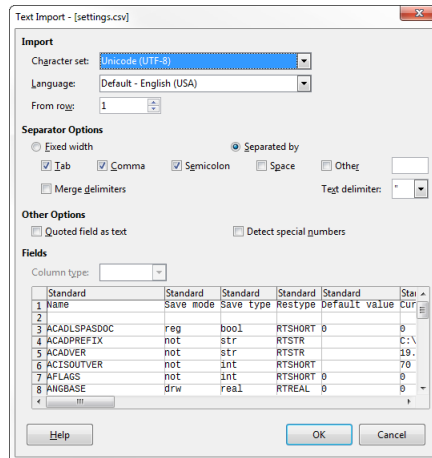 Text Import - [settings.csv]
Import
Character set: Unicode (UTF-8)
Language: Default - English (USA)
From row: 1
Separator Options
Fixed width Separated by
Tab Comma Semicolon Space Other
Merge delimiters Text delimiter: "
Other Options
Quoted field as text Detect special numbers
Fields
Column type:
Standard Standard Standard Standard Standard Star
1 Name Save mode Save type Restype Default value Cur
2
3 ACADLSPASDOC reg bool RTSHORT 0 0
4 ACADPREFIX not str RTSTR C:\
5 ACADVER not str RTSTR 19.
6 ACISOUTVER not int RTSHORT 70
7 AFLAGS not int RTSHORT 0 0
8 ANGBASE drw real RTREAL 0 0
Help OK Cancel